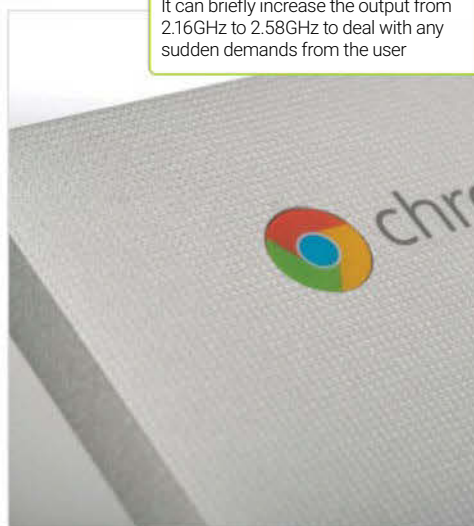 It can briefly increase the output from
2.16GHz to 2.58GHz to deal with any
sudden demands from the user
chr